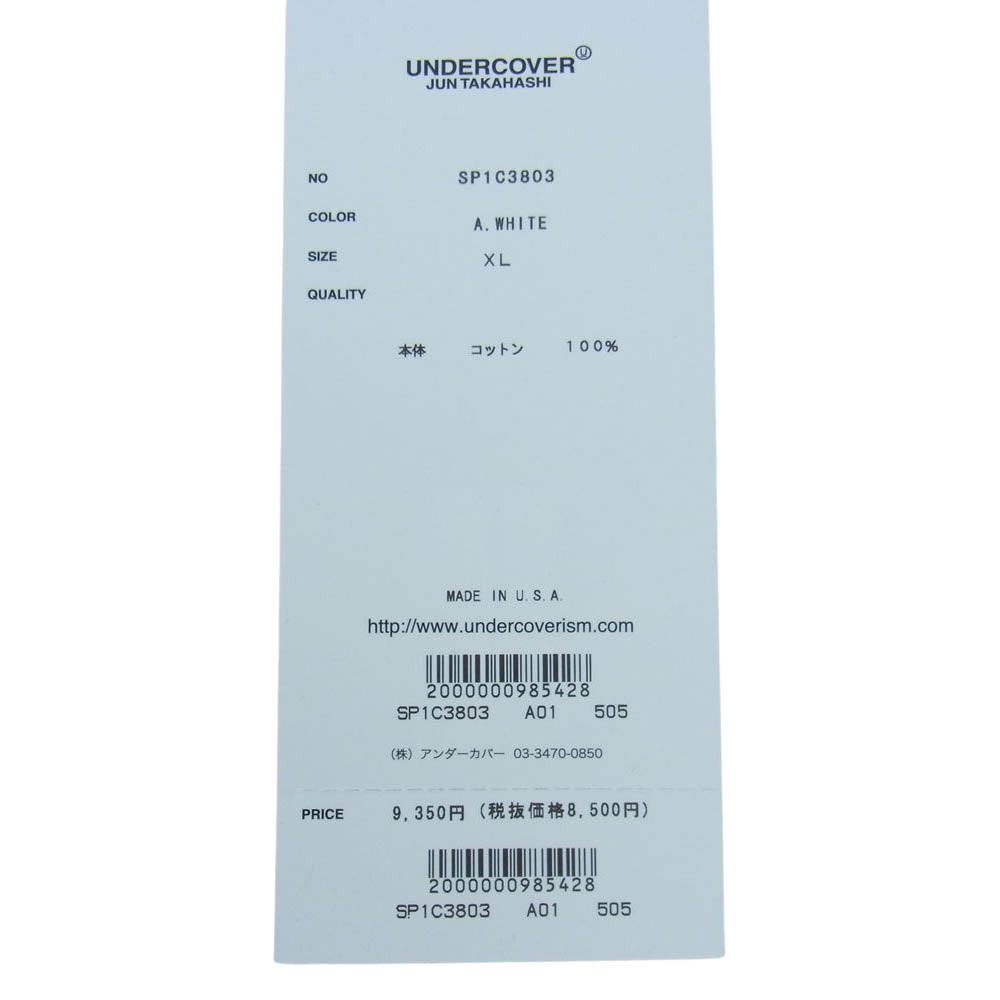 UNDERCOVER Ⓤ
JUN TAKAHASHI
NO SP1C3803
COLOR A.WHITE
SIZE XL
QUALITY
本体 コットン 100%
MADE IN U.S.A.
http://www.undercoverism.com
2000000985428
SP1C3803 A01 505
（株）アンダーカバー 03-3470-0850
PRICE 9,350円（税抜価格8,500円）
2000000985428
SP1C3803 A01 505